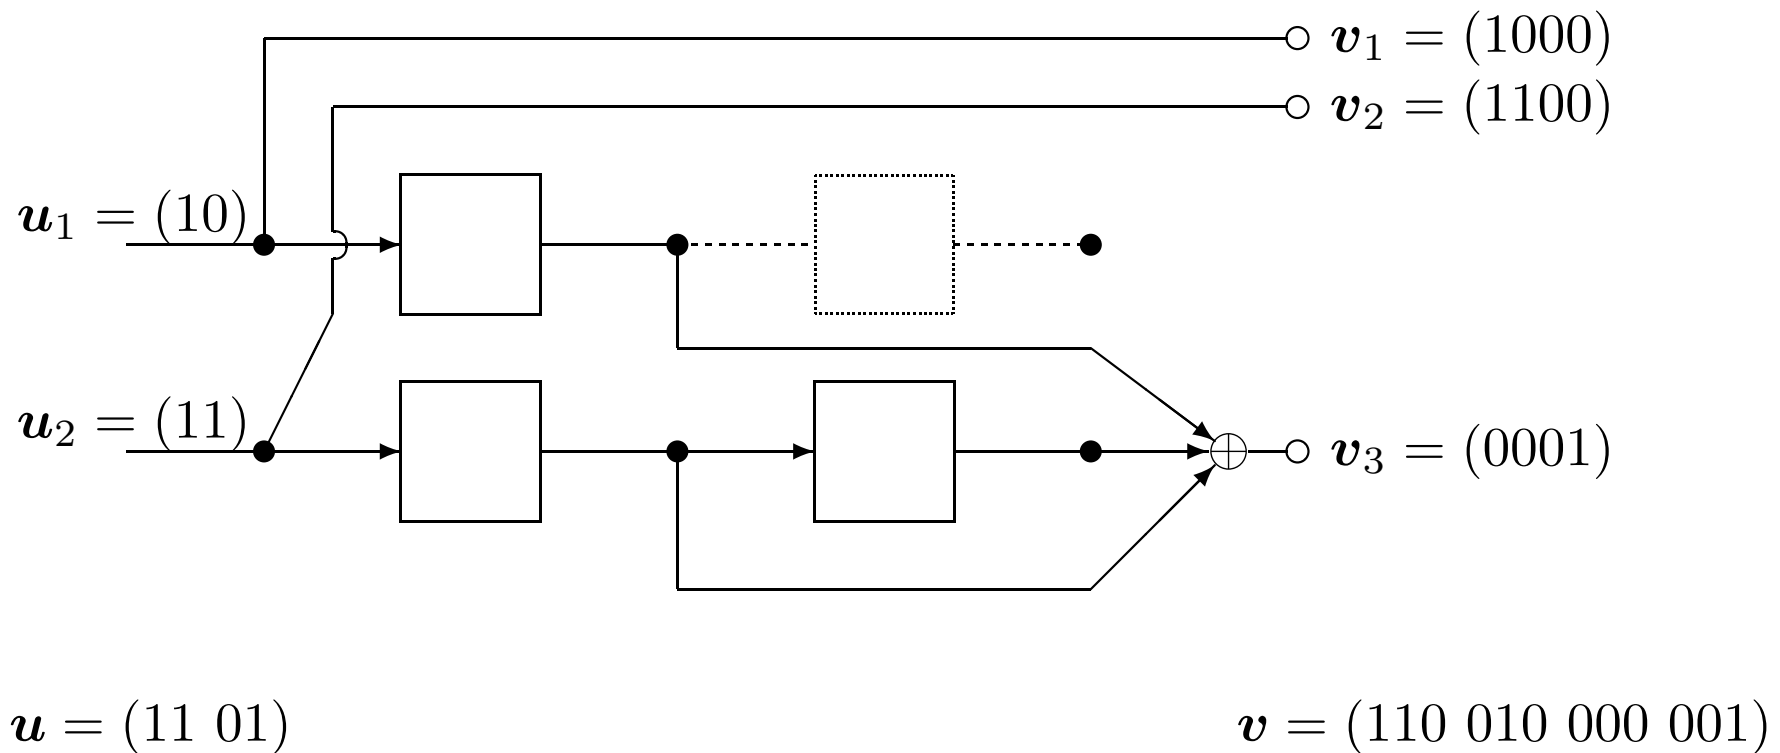 v₁ = (1000)
v₂ = (1100)
u₁ = (10)
u₂ = (11)
v₃ = (0001)
u = (11 01)
v = (110 010 000 001)